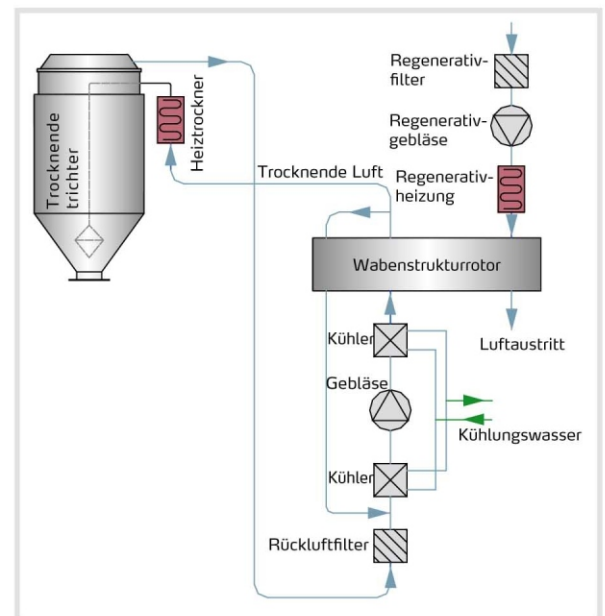 Regenerativ-
filter
Regenerativ-
gebläse
Regenerativ-
heizung
Heiztrockner
Trocknende
trichter
Trocknende Luft
Wabenstrukturrotor
Luftaustritt
Kühler
Gebläse
Kühlungswasser
Kühler
Rückluftfilter